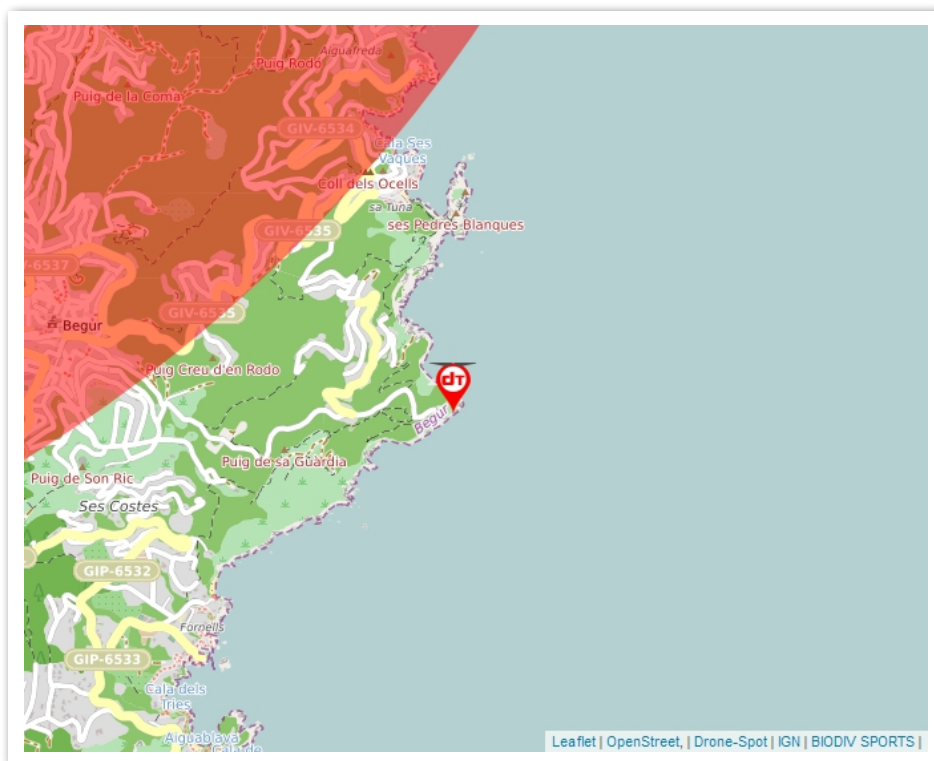 Aiguafreda
Puig Rodó
Puig de la Coma
GIV-6534
Cala Ses
Vaques
Coll dels Ocells
sa Tuna
ses Pedres Blanques
GIV-6535
-6537
GIV-6535
Begur
Puig Creu d'en Rodo
dT
Begur
Puig de sa Guàrdia
Puig de Son Ric
Ses Costes
GIP-6532
Fornells
GIP-6533
Cala dels
Tries
Aiguablava
Cala de
Leaflet | OpenStreet, | Drone-Spot | IGN | BIODIV SPORTS |